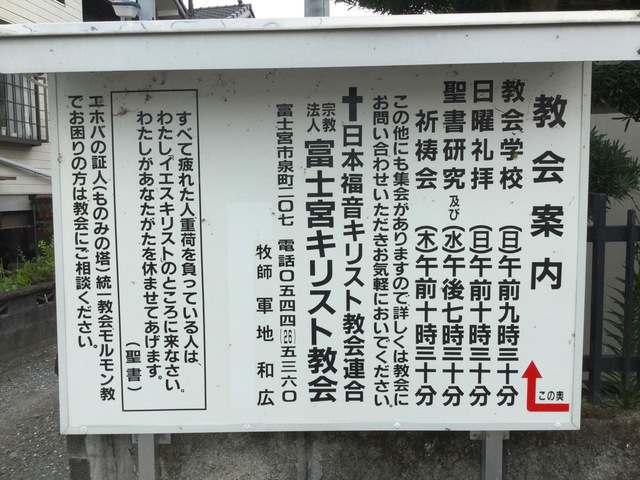 教会案内
教会学校 (日)午前九時三十分
日曜礼拝 (日)午前十時三十分
聖書研究及び (水)午後七時三十分
祈祷会 (木)午前十時三十分
この他にも集会がありますので詳しくは教会に
お問い合わせいただきお気軽においでください。
✝日本福音キリスト教会連合
宗教法人 富士宮キリスト教会
富士宮市泉町二〇七 電話〇五四四(26)五三六〇
牧師 軍地和広
すべて疲れた人重荷を負っている人は、
わたしイエスキリストのところに来なさい。
わたしがあなたがたを休ませてあげます。
(聖書)
エホバの証人(ものみの塔)統一教会モルモン教
でお困りの方は教会にご相談ください。
この奥